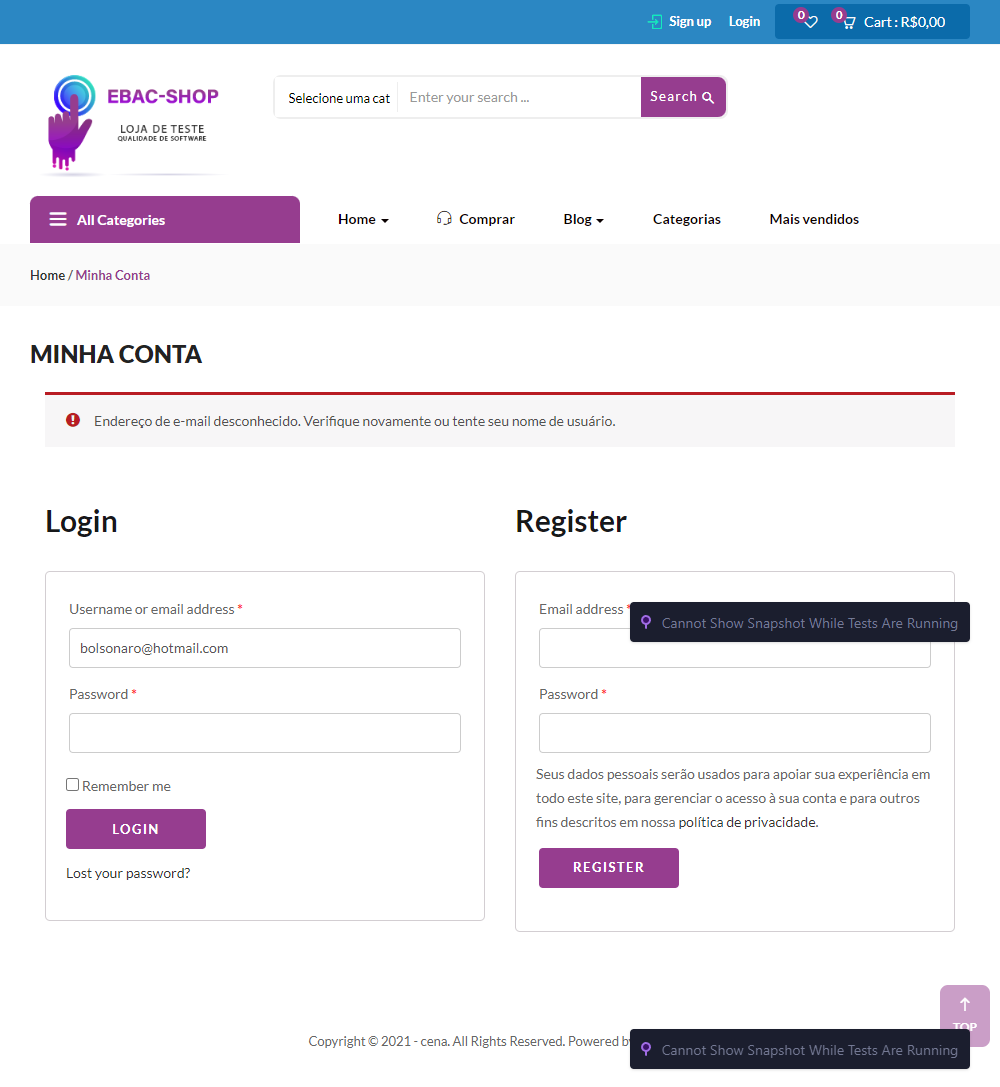 Sign up
Login
0
0
Cart : R$0,00
EBAC-SHOP
LOJA DE TESTE
QUALIDADE DE SOFTWARE
Selecione uma cat
Enter your search ...
Search
All Categories
Home
Comprar
Blog
Categorias
Mais vendidos
Home / Minha Conta
MINHA CONTA
Endereço de e-mail desconhecido. Verifique novamente ou tente seu nome de usuário.
Login
Username or email address *
bolsonaro@hotmail.com
Password *
Remember me
LOGIN
Lost your password?
Register
Email address *
Cannot Show Snapshot While Tests Are Running
Password *
Seus dados pessoais serão usados para apoiar sua experiência em
todo este site, para gerenciar o acesso à sua conta e para outros
fins descritos em nossa política de privacidade.
REGISTER
TOP
Copyright © 2021 - cena. All Rights Reserved. Powered by
Cannot Show Snapshot While Tests Are Running